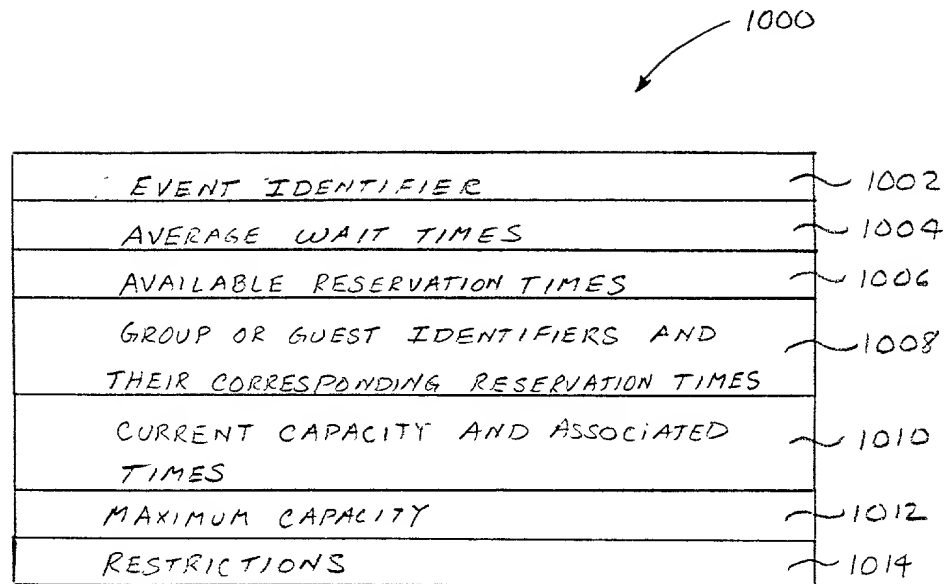 1000
EVENT IDENTIFIER 1002
AVERAGE WAIT TIMES 1004
AVAILABLE RESERVATION TIMES 1006
GROUP OR GUEST IDENTIFIERS AND 1008
THEIR CORRESPONDING RESERVATION TIMES
CURRENT CAPACITY AND ASSOCIATED 1010
TIMES
MAXIMUM CAPACITY 1012
RESTRICTIONS 1014